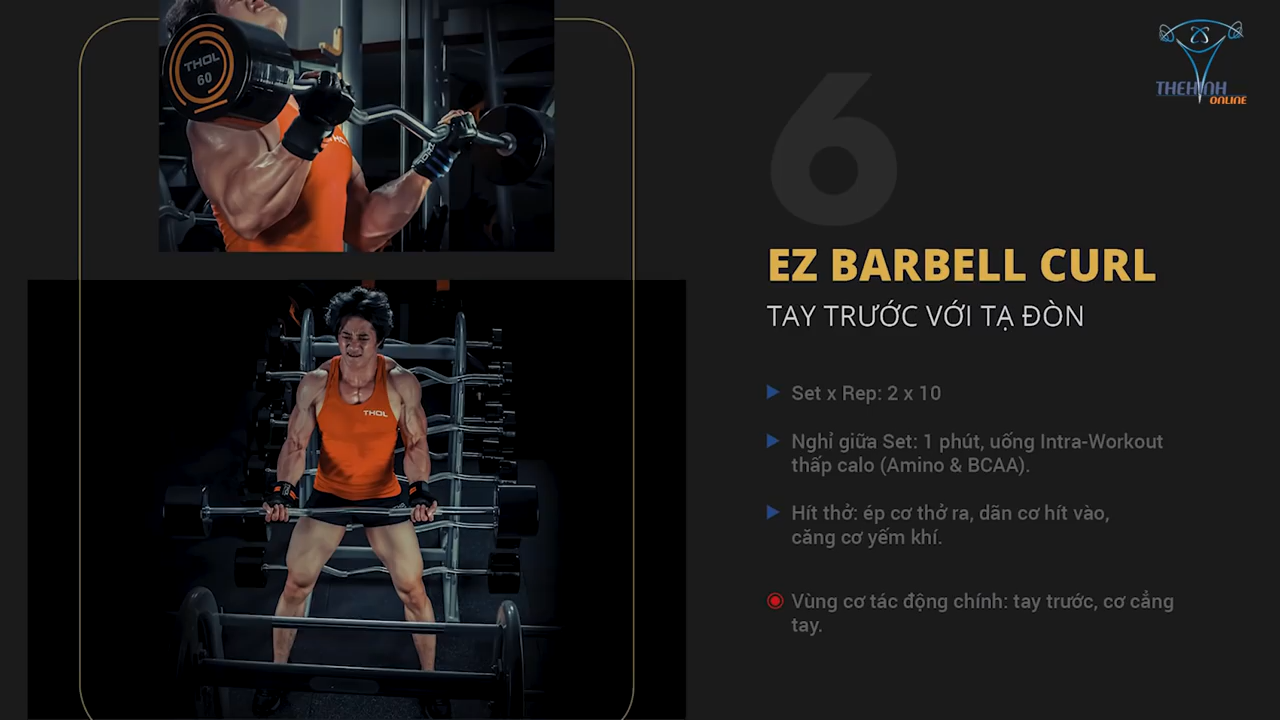 THOL
60
THOL
THEHINH
ONLINE
6
EZ BARBELL CURL
TAY TRƯỚC VỚI TẠ ĐÒN
Set x Rep: 2 x 10
Nghỉ giữa Set: 1 phút, uống Intra-Workout
thấp calo (Amino & BCAA).
Hít thở: ép cơ thở ra, dãn cơ hít vào,
căng cơ yếm khí.
Vùng cơ tác động chính: tay trước, cơ cẳng
tay.